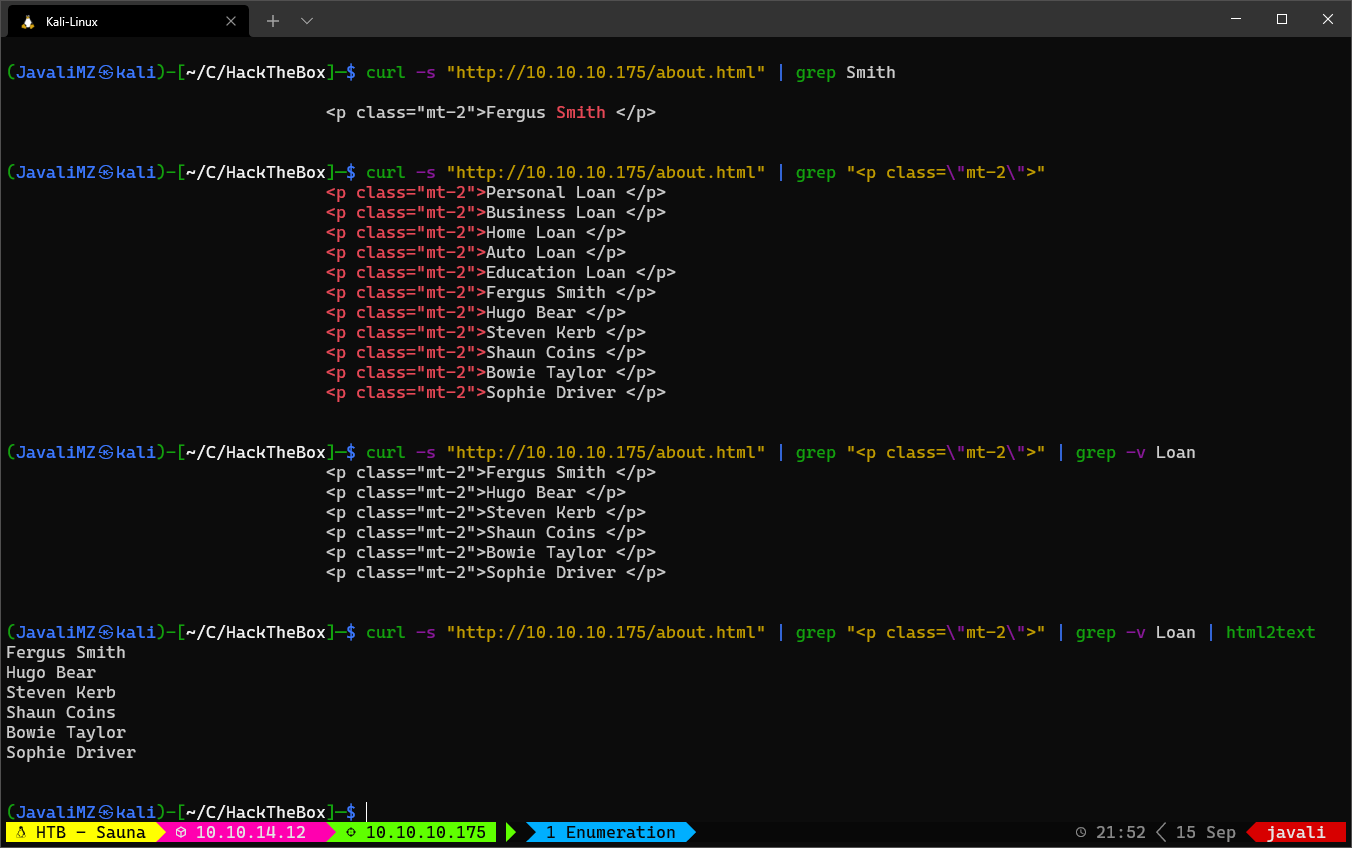 Kali-Linux
(JavaliMZ㉿kali)-[~/C/HackTheBox]─$ curl -s "http://10.10.10.175/about.html" | grep Smith
<p class="mt-2">Fergus Smith </p>
(JavaliMZ㉿kali)-[~/C/HackTheBox]─$ curl -s "http://10.10.10.175/about.html" | grep "<p class=\"mt-2\">"
<p class="mt-2">Personal Loan </p>
<p class="mt-2">Business Loan </p>
<p class="mt-2">Home Loan </p>
<p class="mt-2">Auto Loan </p>
<p class="mt-2">Education Loan </p>
<p class="mt-2">Fergus Smith </p>
<p class="mt-2">Hugo Bear </p>
<p class="mt-2">Steven Kerb </p>
<p class="mt-2">Shaun Coins </p>
<p class="mt-2">Bowie Taylor </p>
<p class="mt-2">Sophie Driver </p>
(JavaliMZ㉿kali)-[~/C/HackTheBox]─$ curl -s "http://10.10.10.175/about.html" | grep "<p class=\"mt-2\">" | grep -v Loan
<p class="mt-2">Fergus Smith </p>
<p class="mt-2">Hugo Bear </p>
<p class="mt-2">Steven Kerb </p>
<p class="mt-2">Shaun Coins </p>
<p class="mt-2">Bowie Taylor </p>
<p class="mt-2">Sophie Driver </p>
(JavaliMZ㉿kali)-[~/C/HackTheBox]─$ curl -s "http://10.10.10.175/about.html" | grep "<p class=\"mt-2\">" | grep -v Loan | html2text
Fergus Smith
Hugo Bear
Steven Kerb
Shaun Coins
Bowie Taylor
Sophie Driver
(JavaliMZ㉿kali)-[~/C/HackTheBox]─$
HTB - Sauna 10.10.14.12 10.10.10.175 1 Enumeration 21:52 15 Sep javali